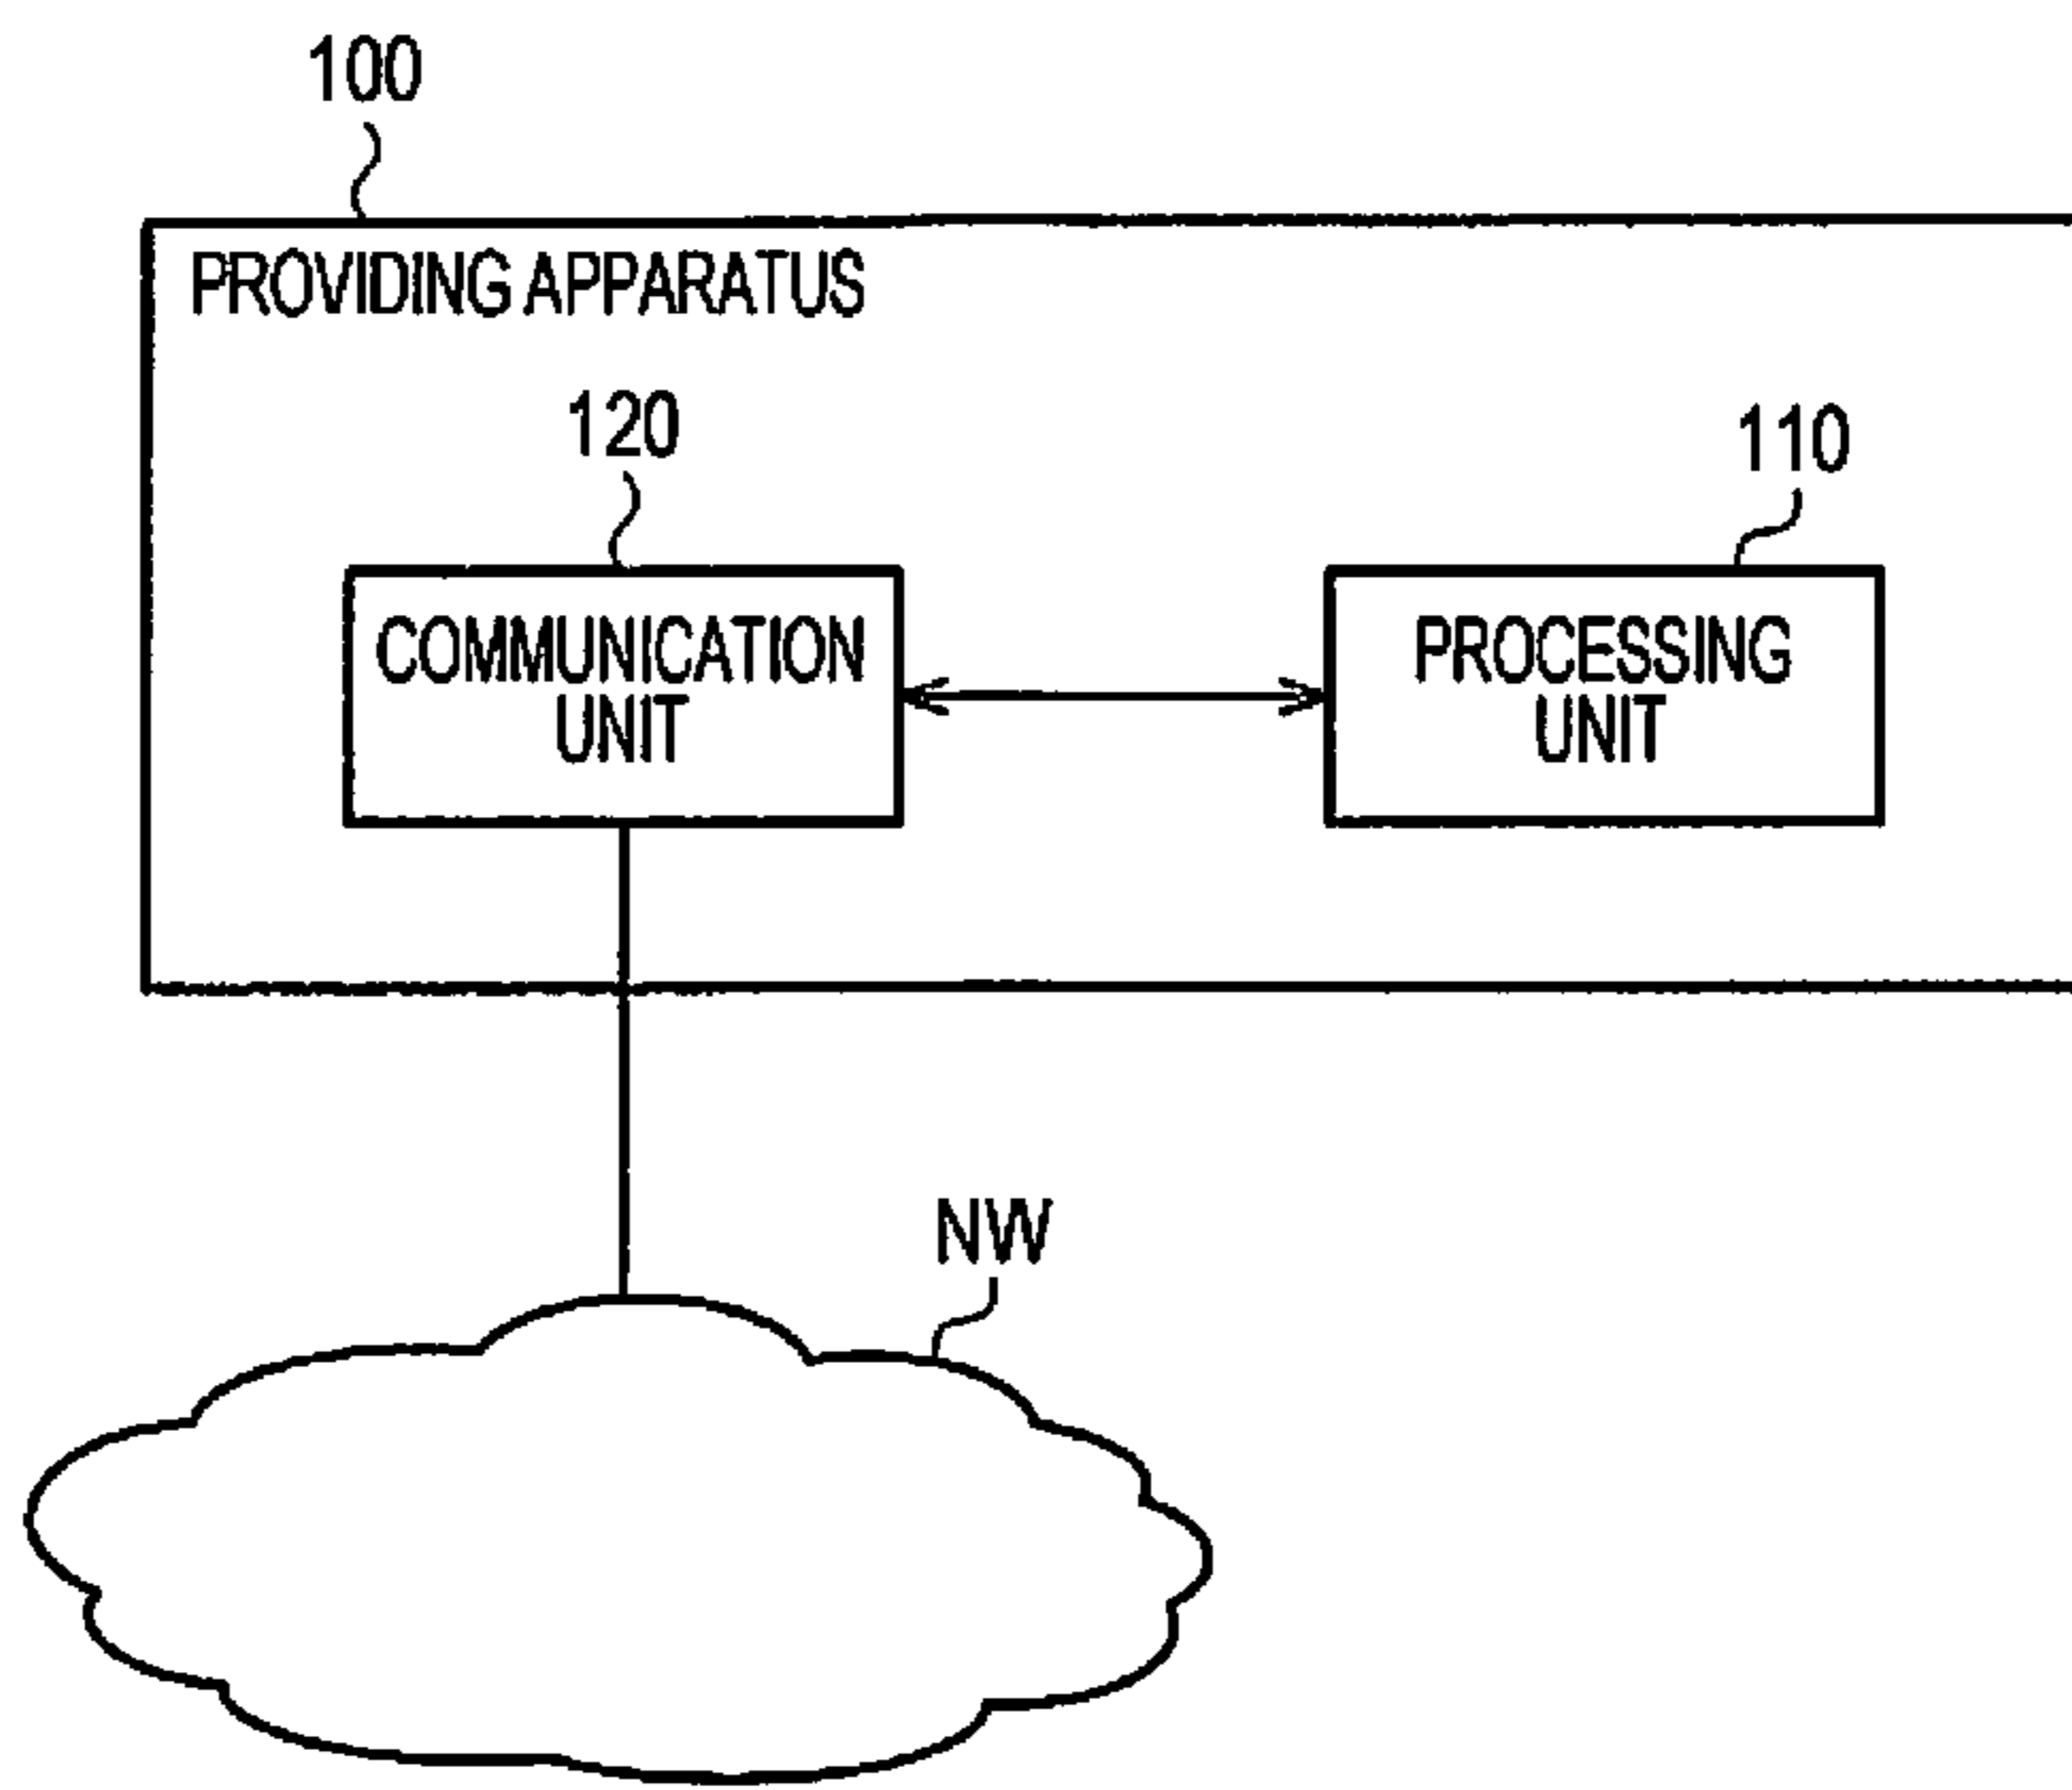 100
PROVIDING APPARATUS
120
110
COMMUNICATION
UNIT
PROCESSING
UNIT
NW